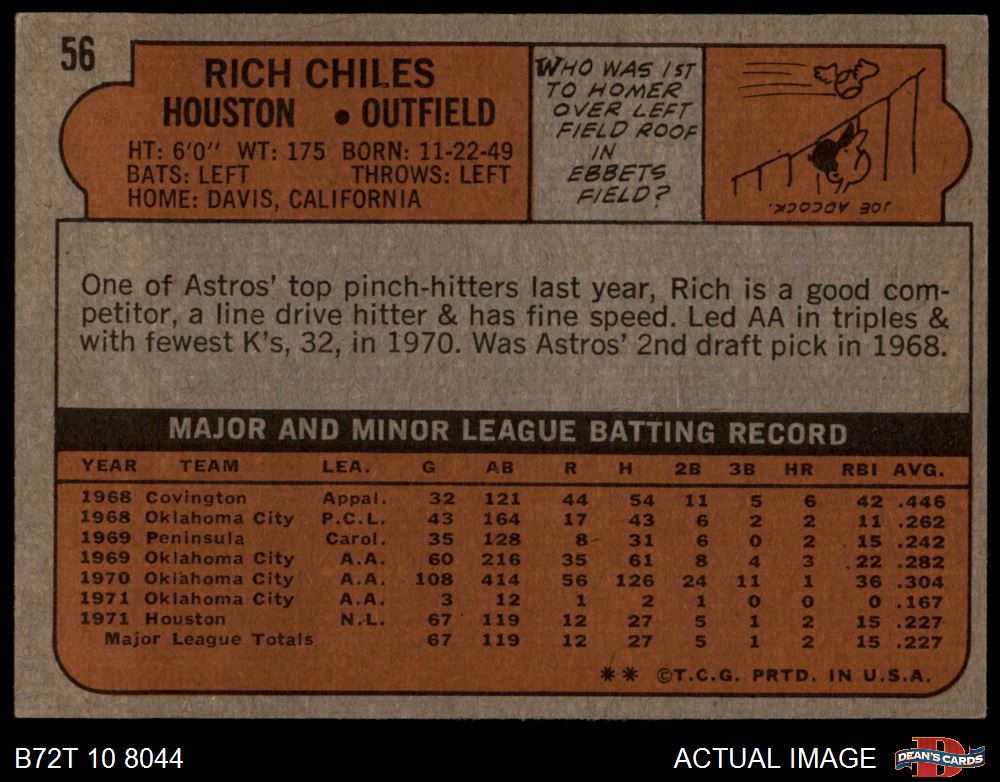 56
RICH CHILES
HOUSTON • OUTFIELD
HT: 6'0" WT: 175 BORN: 11-22-49
BATS: LEFT THROWS: LEFT
HOME: DAVIS, CALIFORNIA
WHO WAS 1ST
TO HOMER
OVER LEFT
FIELD ROOF
IN
EBBETS
FIELD?
JOE ADCOCK.
One of Astros' top pinch-hitters last year, Rich is a good com-
petitor, a line drive hitter & has fine speed. Led AA in triples &
with fewest K's, 32, in 1970. Was Astros' 2nd draft pick in 1968.
MAJOR AND MINOR LEAGUE BATTING RECORD
YEAR TEAM LEA. G AB R H 2B 3B HR RBI AVG.
1968 Covington Appal. 32 121 44 54 11 5 6 42 .446
1968 Oklahoma City P.C.L. 43 164 17 43 6 2 2 11 .262
1969 Peninsula Carol. 35 128 8 31 6 0 2 15 .242
1969 Oklahoma City A.A. 60 216 35 61 8 4 3 22 .282
1970 Oklahoma City A.A. 108 414 56 126 24 11 1 36 .304
1971 Oklahoma City A.A. 3 12 1 2 1 0 0 0 .167
1971 Houston N.L. 67 119 12 27 5 1 2 15 .227
Major League Totals 67 119 12 27 5 1 2 15 .227
** ©T.C.G. PRTD. IN U.S.A.
B72T 10 8044 ACTUAL IMAGE
DEAN'S CARDS